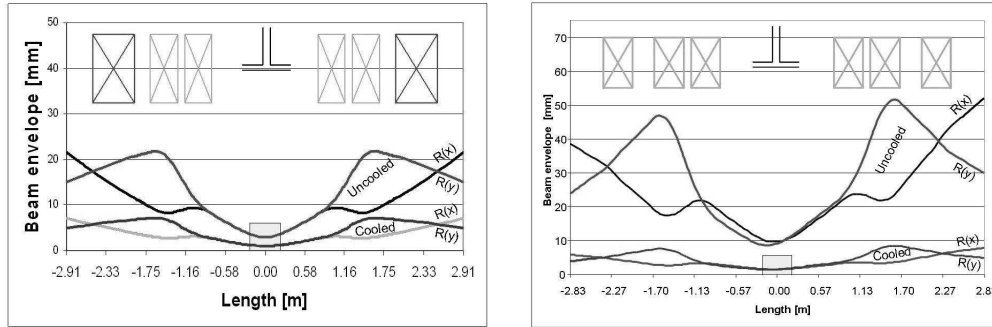 50
40
30
20
10
0
Beam envelope [mm]
Uncooled
R(x)
R(y)
R(x)
Cooled
R(y)
-2.91 -2.33 -1.75 -1.16 -0.58 0.00 0.58 1.16 1.75 2.33 2.91
Length [m]
70
60
50
40
30
20
10
0
Beam envelope [mm]
R(x)
Uncooled
R(y)
R(x)
Cooled
R(y)
-2.83 -2.27 -1.70 -1.13 -0.57 0.00 0.57 1.13 1.70 2.27 2.83
Length [m]